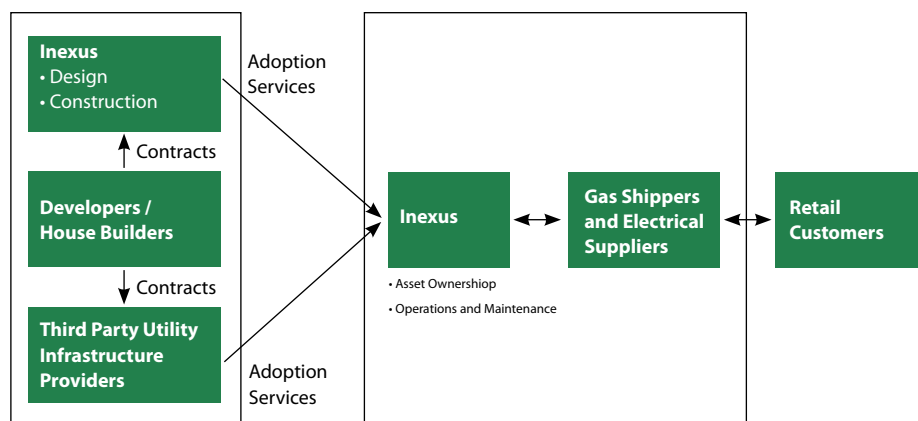 Inexus
• Design
• Construction
Contracts
Developers /
House Builders
Contracts
Third Party Utility
Infrastructure
Providers
Adoption
Services
Adoption
Services
Inexus
• Asset Ownershiop
• Operations and Maintenance
Gas Shippers
and Electrical
Suppliers
Retail
Customers